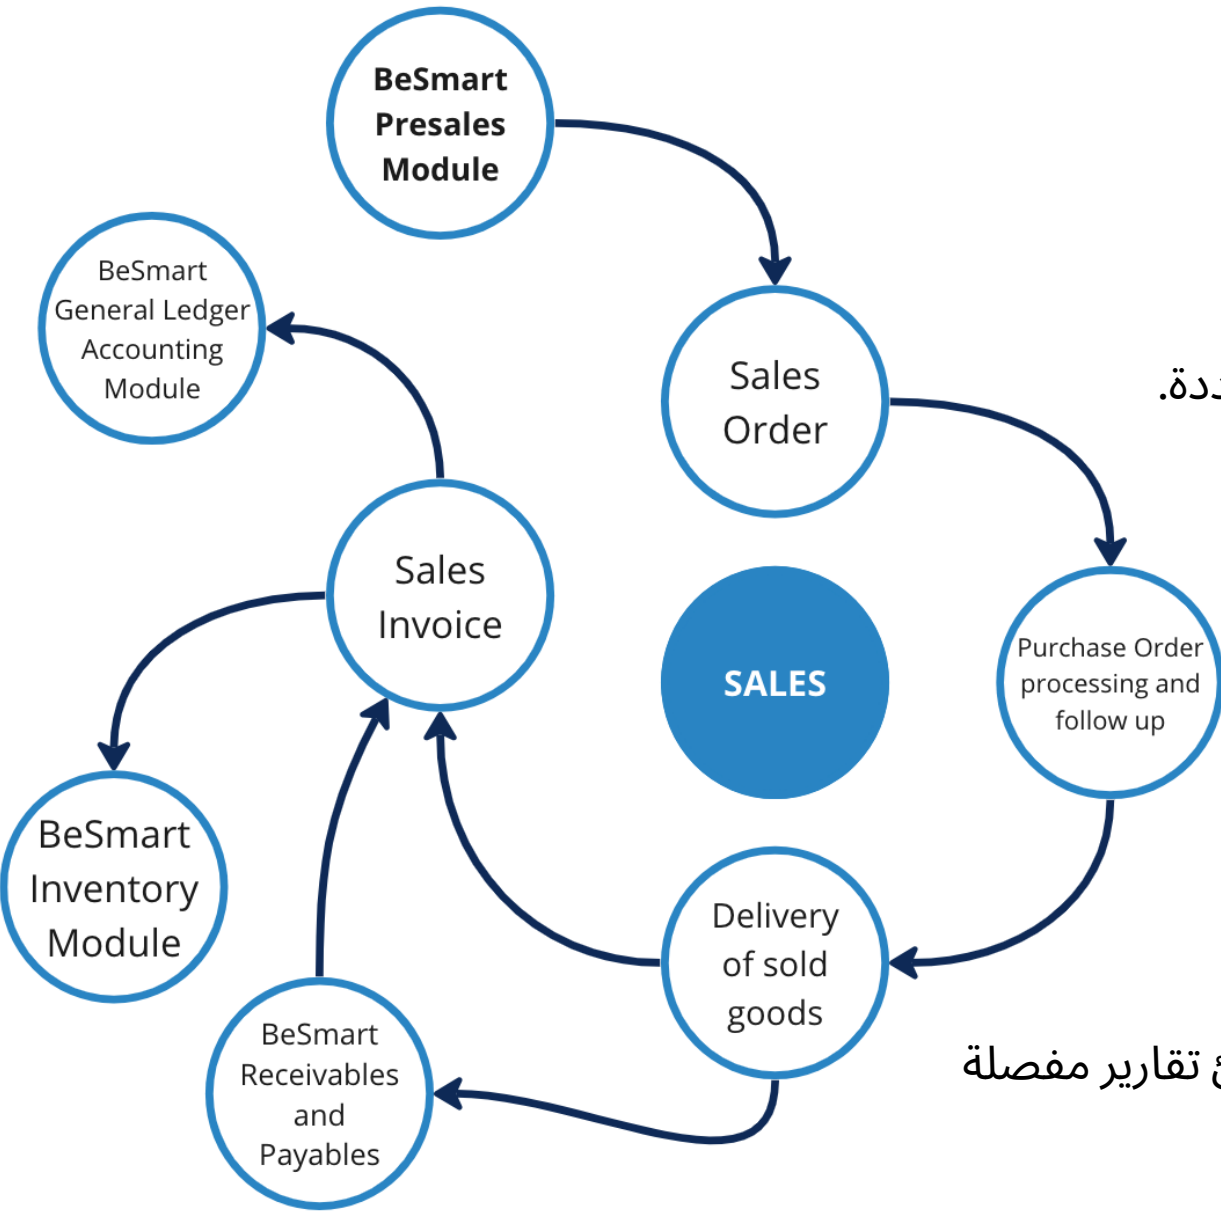 BeSmart
Presales
Module
BeSmart
General Ledger
Accounting
Module
Sales
Order
Sales
Invoice
SALES
Purchase Order
processing and
follow up
BeSmart
Inventory
Module
Delivery
of sold
goods
BeSmart
Receivables
and
Payables
تقارير مفصلة